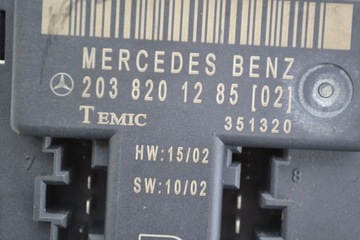 MERCEDES BENZ
203 820 12 85 [02]
TEMIC 351320
HW:15/02
7 8
SW:10/02